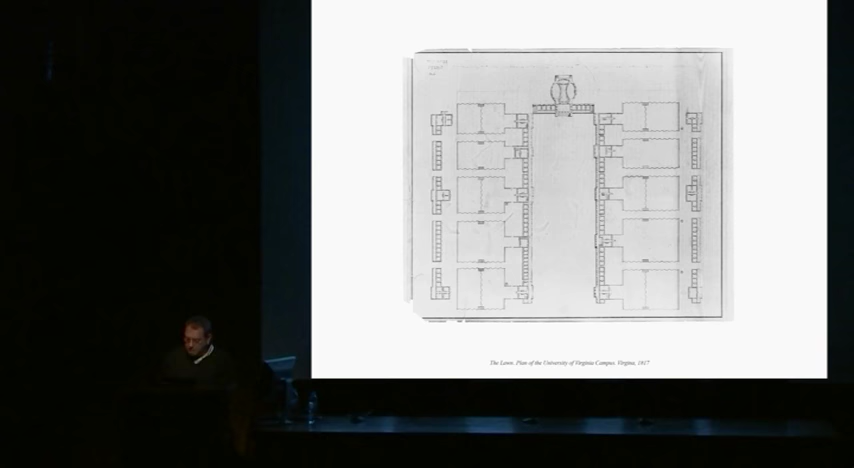 The Lawn. Plan of the University of Virginia Campus. Virginia, 1817